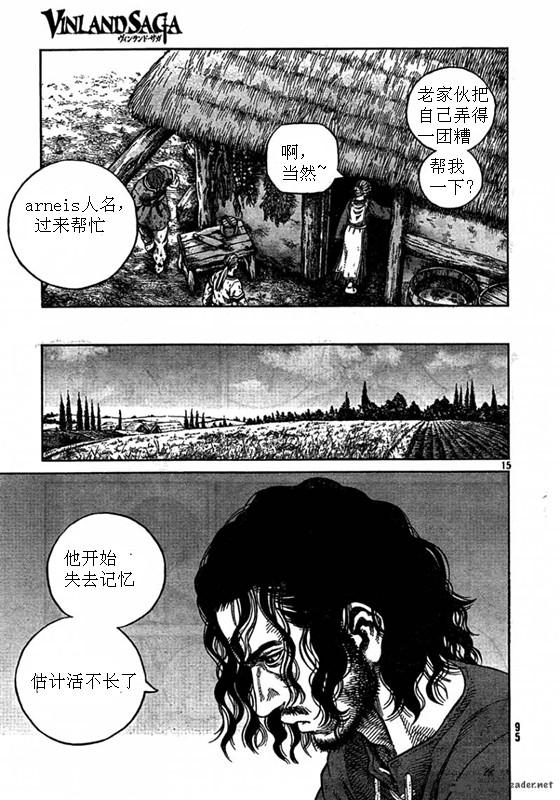 VINLAND SAGA
ヴィンランド・サガ
老家伙把
自己弄得
一团糟
帮我
一下?
啊,
当然~
arneis人名,
过来帮忙
15
他开始
失去记忆
估计活不长了
95
eader.net